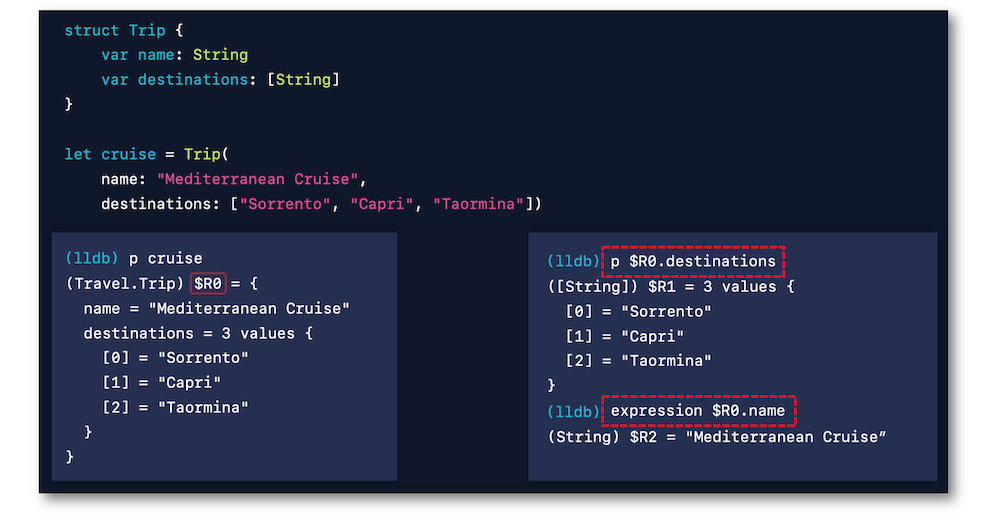 struct Trip {
    var name: String
    var destinations: [String]
}
let cruise = Trip(
    name: "Mediterranean Cruise",
    destinations: ["Sorrento", "Capri", "Taormina"])
(lldb) p cruise
(Travel.Trip) $R0 = {
  name = "Mediterranean Cruise"
  destinations = 3 values {
    [0] = "Sorrento"
    [1] = "Capri"
    [2] = "Taormina"
  }
}
(lldb) p $R0.destinations
([String]) $R1 = 3 values {
  [0] = "Sorrento"
  [1] = "Capri"
  [2] = "Taormina"
}
(lldb) expression $R0.name
(String) $R2 = "Mediterranean Cruise”